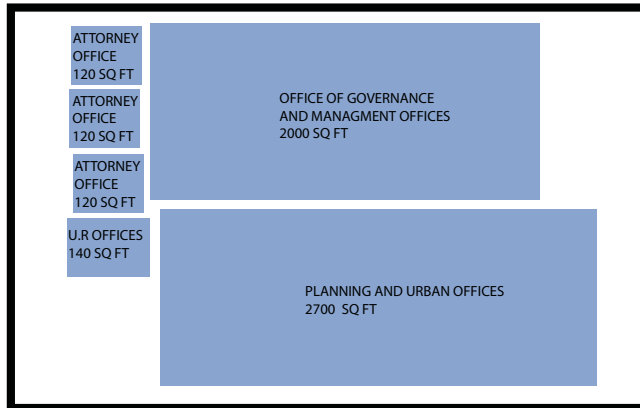 ATTORNEY
OFFICE
120 SQ FT
ATTORNEY
OFFICE
120 SQ FT
ATTORNEY
OFFICE
120 SQ FT
U.R OFFICES
140 SQ FT
OFFICE OF GOVERNANCE
AND MANAGMENT OFFICES
2000 SQ FT
PLANNING AND URBAN OFFICES
2700 SQ FT